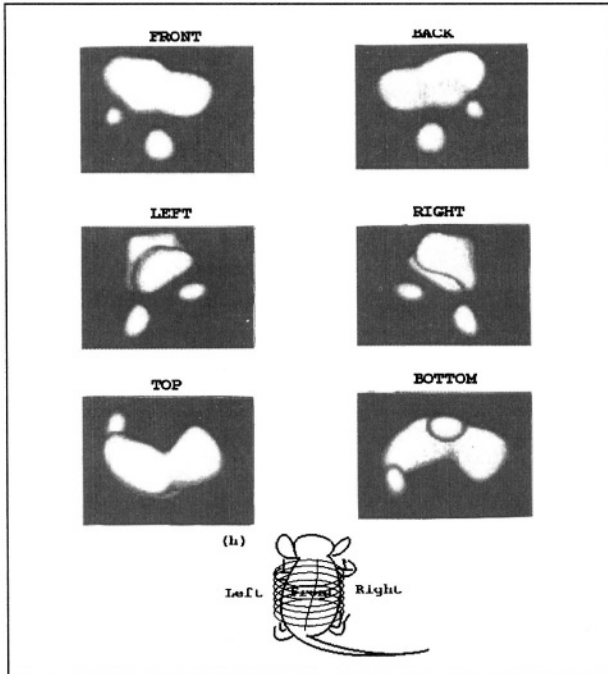 FRONT BACK
LEFT RIGHT
TOP BOTTOM
(h)
Left Front Right